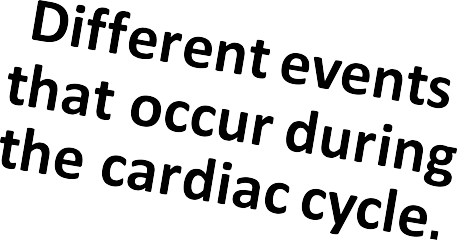 Different events
that occur during
the cardiac cycle.